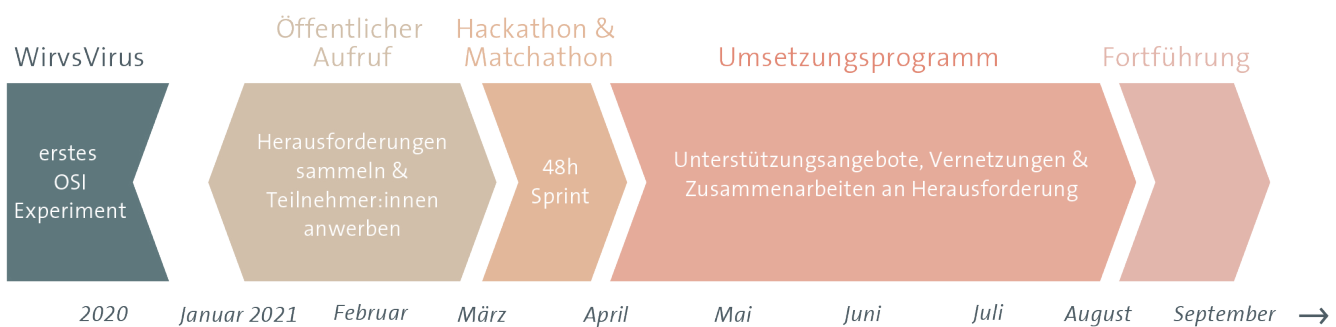 WirvsVirus
Öffentlicher
Aufruf
Hackathon &
Matchathon
Umsetzungsprogramm
Fortführung
erstes
OSI
Experiment
Herausforderungen
sammeln &
Teilnehmer:innen
anwerben
48h
Sprint
Unterstützungsangebote, Vernetzungen &
Zusammenarbeiten an Herausforderung
2020 Januar 2021 Februar März April Mai Juni Juli August September →